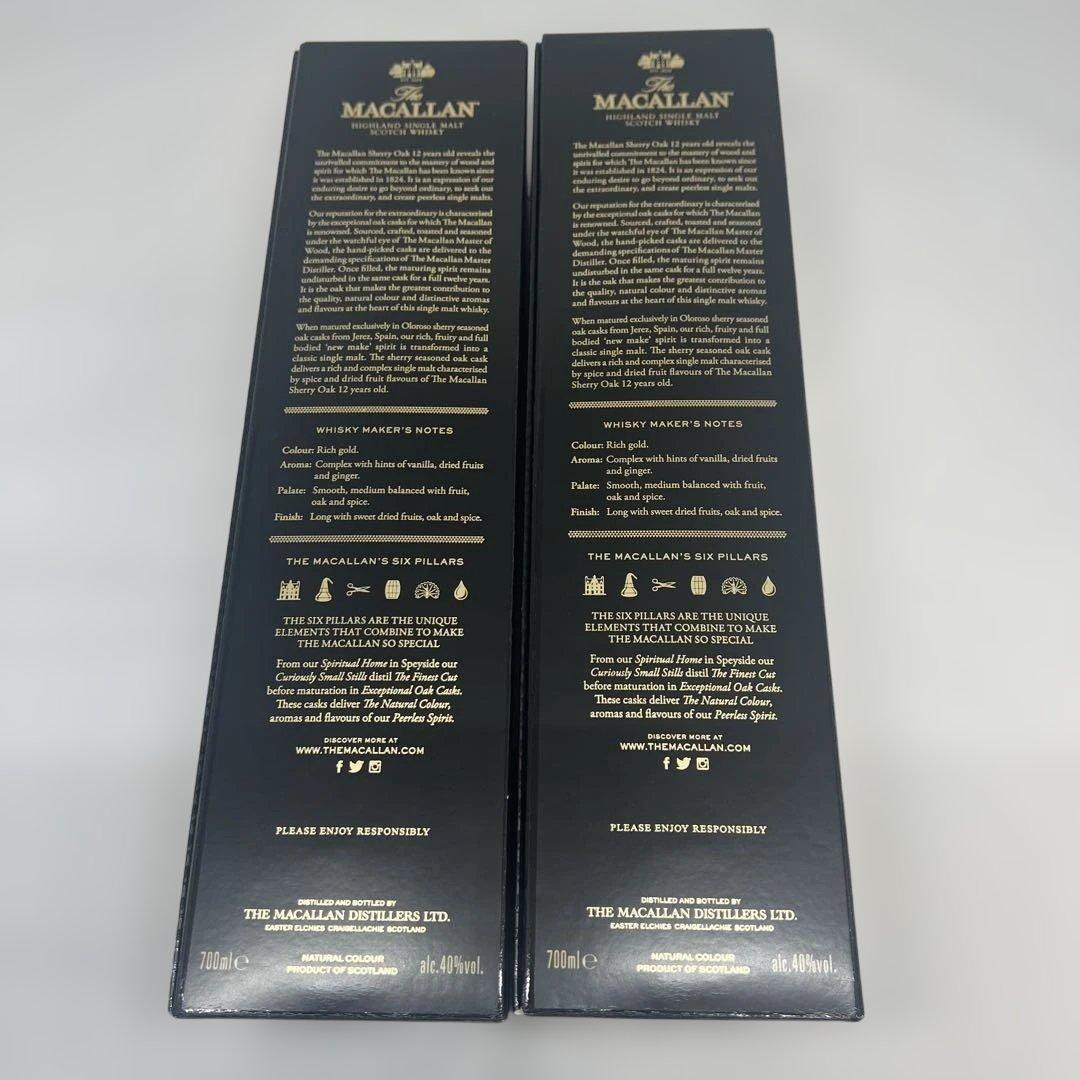 The
MACALLAN
HIGHLAND SINGLE MALT
SCOTCH WHISKY
The Macallan Sherry Oak 12 years old reveals the
unrivalled commitment to the mastery of wood and
spirit for which The Macallan has been known since
it was established in 1824. It is an expression of our
enduring desire to go beyond ordinary, to seek out
the extraordinary, and create peerless single malts.
Our reputation for the extraordinary is characterised
by the exceptional oak casks for which The Macallan
is renowned. Sourced, crafted, toasted and seasoned
under the watchful eye of The Macallan Master of
Wood, the hand-picked casks are delivered to the
demanding specifications of The Macallan Master
Distiller. Once filled, the maturing spirit remains
undisturbed in the same cask for a full twelve years.
It is the oak that makes the greatest contribution to
the quality, natural colour and distinctive aromas
and flavours at the heart of this single malt whisky.
When matured exclusively in Oloroso sherry seasoned
oak casks from Jerez, Spain, our rich, fruity and full
bodied 'new make' spirit is transformed into a
classic single malt. The sherry seasoned oak cask
delivers a rich and complex single malt characterised
by spice and dried fruit flavours of The Macallan
Sherry Oak 12 years old.
WHISKY MAKER'S NOTES
Colour: Rich gold.
Aroma: Complex with hints of vanilla, dried fruits
and ginger.
Palate: Smooth, medium balanced with fruit,
oak and spice.
Finish: Long with sweet dried fruits, oak and spice.
THE MACALLAN'S SIX PILLARS
THE SIX PILLARS ARE THE UNIQUE
ELEMENTS THAT COMBINE TO MAKE
THE MACALLAN SO SPECIAL
From our Spiritual Home in Speyside our
Curiously Small Stills distil The Finest Cut
before maturation in Exceptional Oak Casks.
These casks deliver The Natural Colour,
aromas and flavours of our Peerless Spirit.
DISCOVER MORE AT
WWW.THEMACALLAN.COM
PLEASE ENJOY RESPONSIBLY
DISTILLED AND BOTTLED BY
THE MACALLAN DISTILLERS LTD.
EASTER ELCHIES CRAIGELLACHIE SCOTLAND
700ml e
NATURAL COLOUR
PRODUCT OF SCOTLAND
alc.40%vol.
The
MACALLAN
HIGHLAND SINGLE MALT
SCOTCH WHISKY
The Macallan Sherry Oak 12 years old reveals the
unrivalled commitment to the mastery of wood and
spirit for which The Macallan has been known since
it was established in 1824. It is an expression of our
enduring desire to go beyond ordinary, to seek out
the extraordinary, and create peerless single malts.
Our reputation for the extraordinary is characterised
by the exceptional oak casks for which The Macallan
is renowned. Sourced, crafted, toasted and seasoned
under the watchful eye of The Macallan Master of
Wood, the hand-picked casks are delivered to the
demanding specifications of The Macallan Master
Distiller. Once filled, the maturing spirit remains
undisturbed in the same cask for a full twelve years.
It is the oak that makes the greatest contribution to
the quality, natural colour and distinctive aromas
and flavours at the heart of this single malt whisky.
When matured exclusively in Oloroso sherry seasoned
oak casks from Jerez, Spain, our rich, fruity and full
bodied 'new make' spirit is transformed into a
classic single malt. The sherry seasoned oak cask
delivers a rich and complex single malt characterised
by spice and dried fruit flavours of The Macallan
Sherry Oak 12 years old.
WHISKY MAKER'S NOTES
Colour: Rich gold.
Aroma: Complex with hints of vanilla, dried fruits
and ginger.
Palate: Smooth, medium balanced with fruit,
oak and spice.
Finish: Long with sweet dried fruits, oak and spice.
THE MACALLAN'S SIX PILLARS
THE SIX PILLARS ARE THE UNIQUE
ELEMENTS THAT COMBINE TO MAKE
THE MACALLAN SO SPECIAL
From our Spiritual Home in Speyside our
Curiously Small Stills distil The Finest Cut
before maturation in Exceptional Oak Casks.
These casks deliver The Natural Colour,
aromas and flavours of our Peerless Spirit.
DISCOVER MORE AT
WWW.THEMACALLAN.COM
PLEASE ENJOY RESPONSIBLY
DISTILLED AND BOTTLED BY
THE MACALLAN DISTILLERS LTD.
EASTER ELCHIES CRAIGELLACHIE SCOTLAND
700ml e
NATURAL COLOUR
PRODUCT OF SCOTLAND
alc.40%vol.